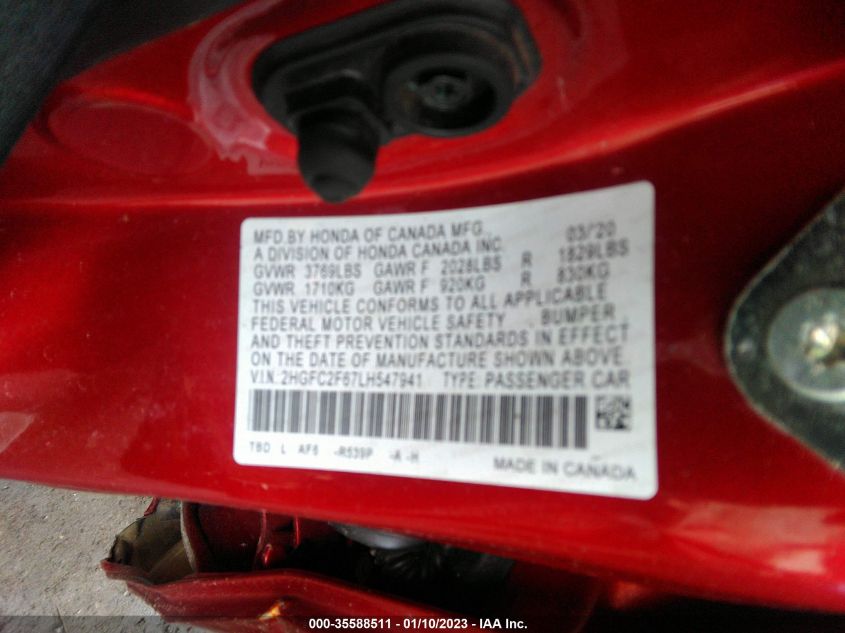 MFD.BY HONDA OF CANADA MFG., 03/'20
A DIVISION OF HONDA CANADA INC.
GVWR 3769LBS GAWR F 2028LBS R 1829LBS
GVWR 1710KG GAWR F 920KG R 830KG
THIS VEHICLE CONFORMS TO ALL APPLICABLE
FEDERAL MOTOR VEHICLE SAFETY , BUMPER ,
AND THEFT PREVENTION STANDARDS IN EFFECT
ON THE DATE OF MANUFACTURE SHOWN ABOVE.
V.I.N.:2HGFC2F67LH547941 TYPE: PASSENGER CAR
TBD L AF6 -R539P -A -H
MADE IN CANADA
000-35588511 - 01/10/2023 - IAA Inc.